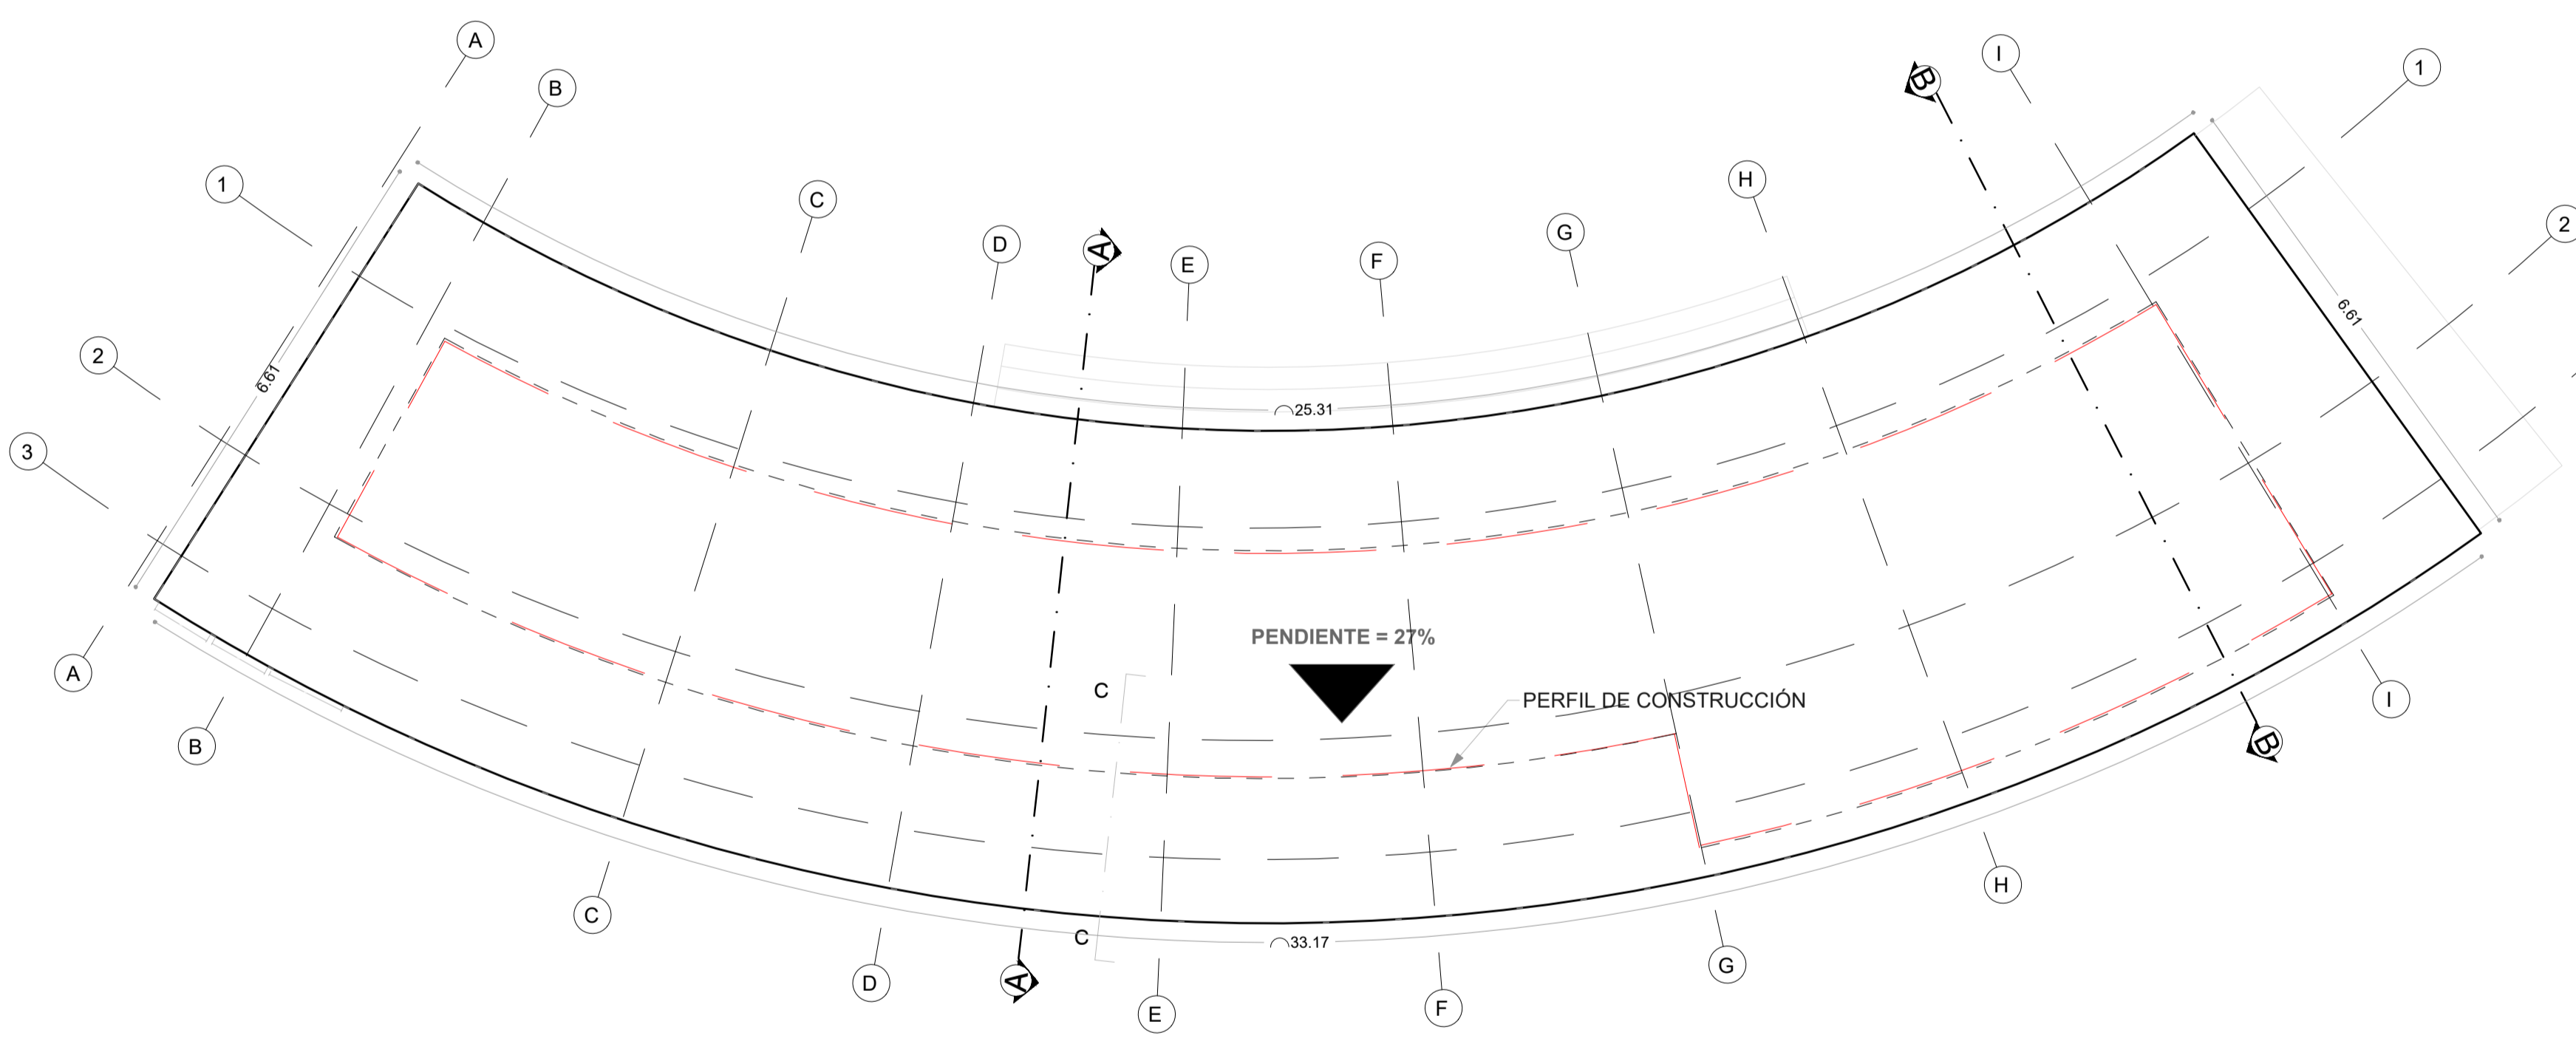 A
I
1
B
B
1
H
C
2
G
D
A
F
E
6.61
2
6.61
25.31
3
PENDIENTE = 27%
A
C
PERFIL DE CONSTRUCCIÓN
I
B
B
H
C
C
33.17
G
D
A
F
E